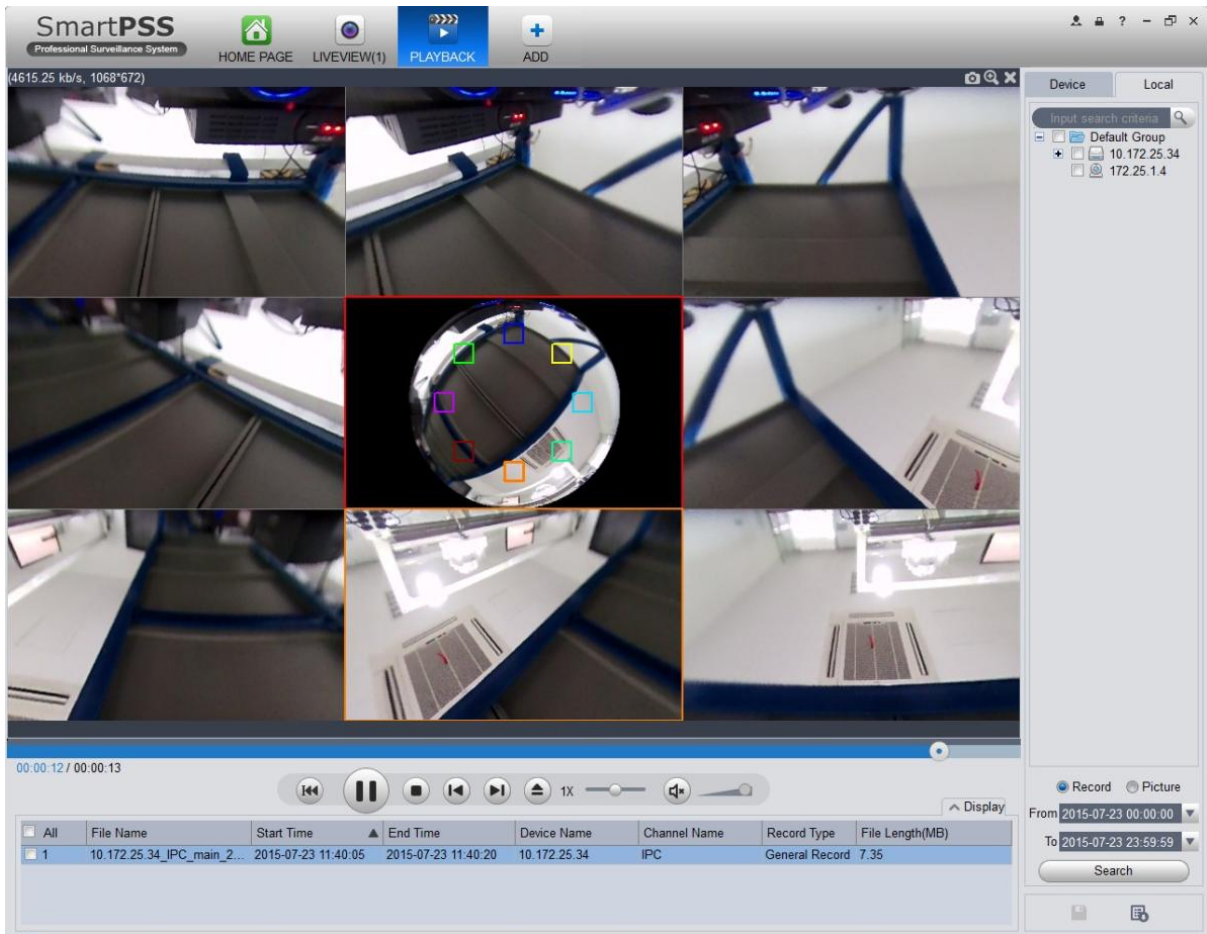 SmartPSS
Professional Surveillance System
HOME PAGE
LIVEVIEW(1)
PLAYBACK
ADD
?
(4615.25 kb/s, 1068*672)
Device
Local
Input search criteria
Default Group
10.172.25.34
172.25.1.4
00:00:12 / 00:00:13
1X
Display
Record
Picture
From 2015-07-23 00:00:00
To 2015-07-23 23:59:59
Search
All File Name Start Time End Time Device Name Channel Name Record Type File Length(MB)
1 10.172.25.34_IPC_main_2... 2015-07-23 11:40:05 2015-07-23 11:40:20 10.172.25.34 IPC General Record 7.35